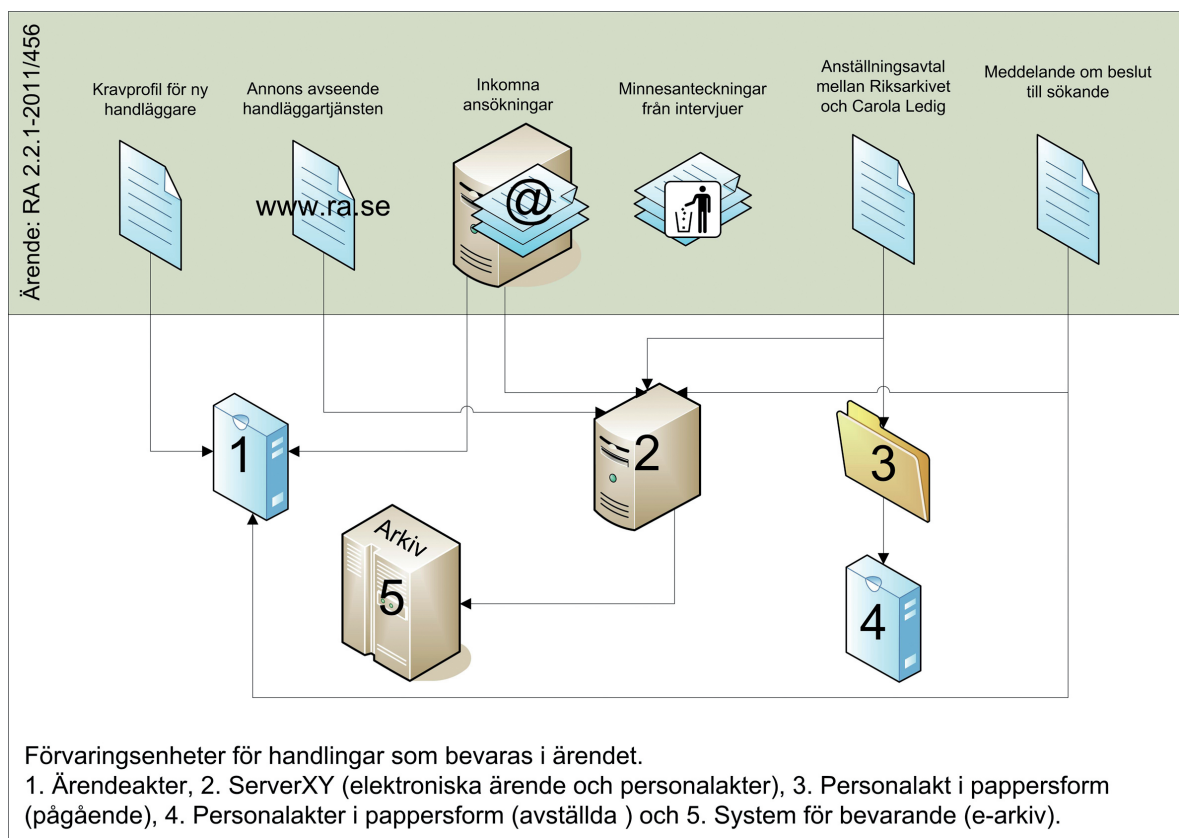 Ärende: RA 2.2.1-2011/456
Kravprofil för ny
handläggare
Annons avseende
handläggartjänsten
Inkomna
ansökningar
Minnesanteckningar
från intervjuer
Anställningsavtal
mellan Riksarkivet
och Carola Ledig
Meddelande om beslut
till sökande
www.ra.se
@
1
2
3
Arkiv
5
4
Förvaringsenheter för handlingar som bevaras i ärendet.
1. Ärendeakter, 2. ServerXY (elektroniska ärende och personalakter), 3. Personalakt i pappersform
(pågående), 4. Personalakter i pappersform (avställda ) och 5. System för bevarande (e-arkiv).